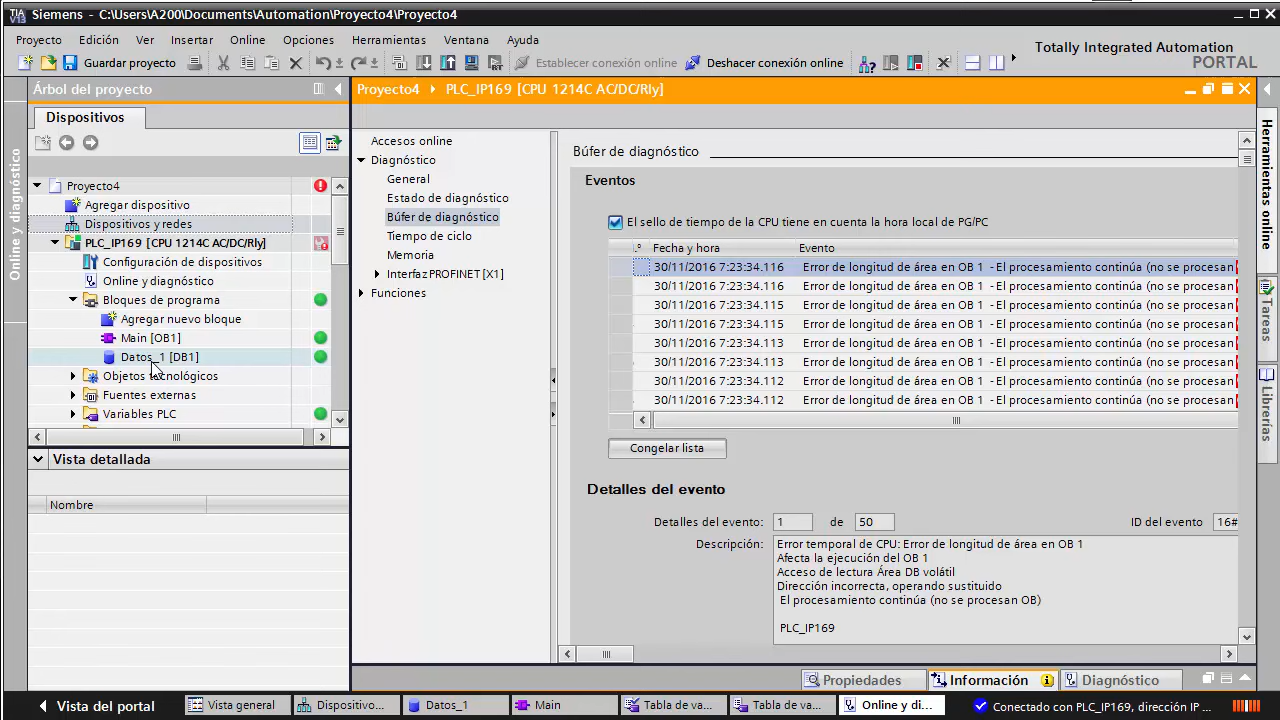 TIA V13 Siemens - C:\Users\A200\Documents\Automation\Proyecto4\Proyecto4
Proyecto Edición Ver Insertar Online Opciones Herramientas Ventana Ayuda
Totally Integrated Automation
PORTAL
Guardar proyecto Establecer conexión online Deshacer conexión online
Árbol del proyecto
Dispositivos
Online y diagnóstico
Proyecto4
Agregar dispositivo
Dispositivos y redes
PLC_IP169 [CPU 1214C AC/DC/Rly]
Configuración de dispositivos
Online y diagnóstico
Bloques de programa
Agregar nuevo bloque
Main [OB1]
Datos_1 [DB1]
Objetos tecnológicos
Fuentes externas
Variables PLC
Vista detallada
Nombre
Proyecto4 PLC_IP169 [CPU 1214C AC/DC/Rly]
Accesos online
Diagnóstico
General
Estado de diagnóstico
Búfer de diagnóstico
Tiempo de ciclo
Memoria
Interfaz PROFINET [X1]
Funciones
Búfer de diagnóstico
Eventos
El sello de tiempo de la CPU tiene en cuenta la hora local de PG/PC
.º Fecha y hora Evento
30/11/2016 7:23:34.116 Error de longitud de área en OB 1 - El procesamiento continúa (no se procesan
30/11/2016 7:23:34.116 Error de longitud de área en OB 1 - El procesamiento continúa (no se procesan
30/11/2016 7:23:34.115 Error de longitud de área en OB 1 - El procesamiento continúa (no se procesan
30/11/2016 7:23:34.115 Error de longitud de área en OB 1 - El procesamiento continúa (no se procesan
30/11/2016 7:23:34.113 Error de longitud de área en OB 1 - El procesamiento continúa (no se procesan
30/11/2016 7:23:34.113 Error de longitud de área en OB 1 - El procesamiento continúa (no se procesan
30/11/2016 7:23:34.112 Error de longitud de área en OB 1 - El procesamiento continúa (no se procesan
30/11/2016 7:23:34.112 Error de longitud de área en OB 1 - El procesamiento continúa (no se procesan
Congelar lista
Detalles del evento
Detalles del evento: 1 de 50 ID del evento 16#
Descripción: Error temporal de CPU: Error de longitud de área en OB 1
Afecta la ejecución del OB 1
Acceso de lectura Área DB volátil
Dirección incorrecta, operando sustituido
El procesamiento continúa (no se procesan OB)
PLC_IP169
Herramientas online
Tareas
Librerías
Propiedades Información Diagnóstico
Vista del portal Vista general Dispositivo... Datos_1 Main Tabla de va... Tabla de va... Online y di... Conectado con PLC_IP169, dirección IP ...